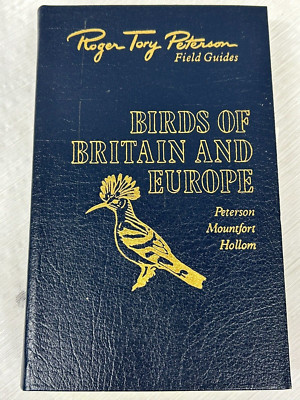 Roger Tory Peterson
Field Guides
BIRDS OF
BRITAIN AND
EUROPE
Peterson
Mountfort
Hollom